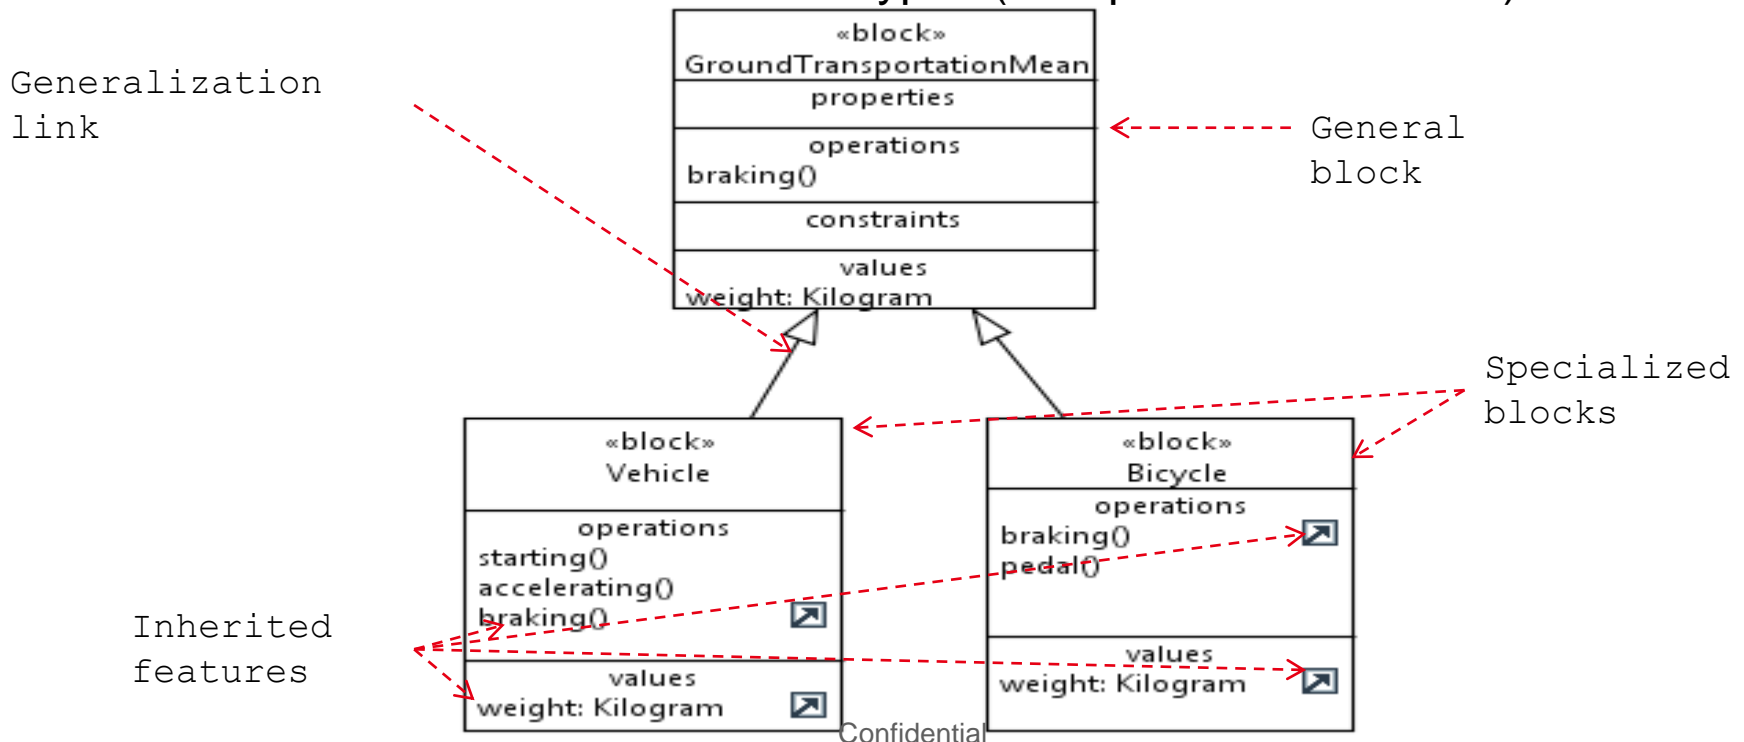 «block»
GroundTransportationMean
properties
operations
braking()
constraints
values
weight: Kilogram
Generalization
link
General
block
Specialized
blocks
«block»
Vehicle
operations
starting()
accelerating()
braking()
values
weight: Kilogram
«block»
Bicycle
operations
braking()
pedal()
values
weight: Kilogram
Inherited
features
Confidential